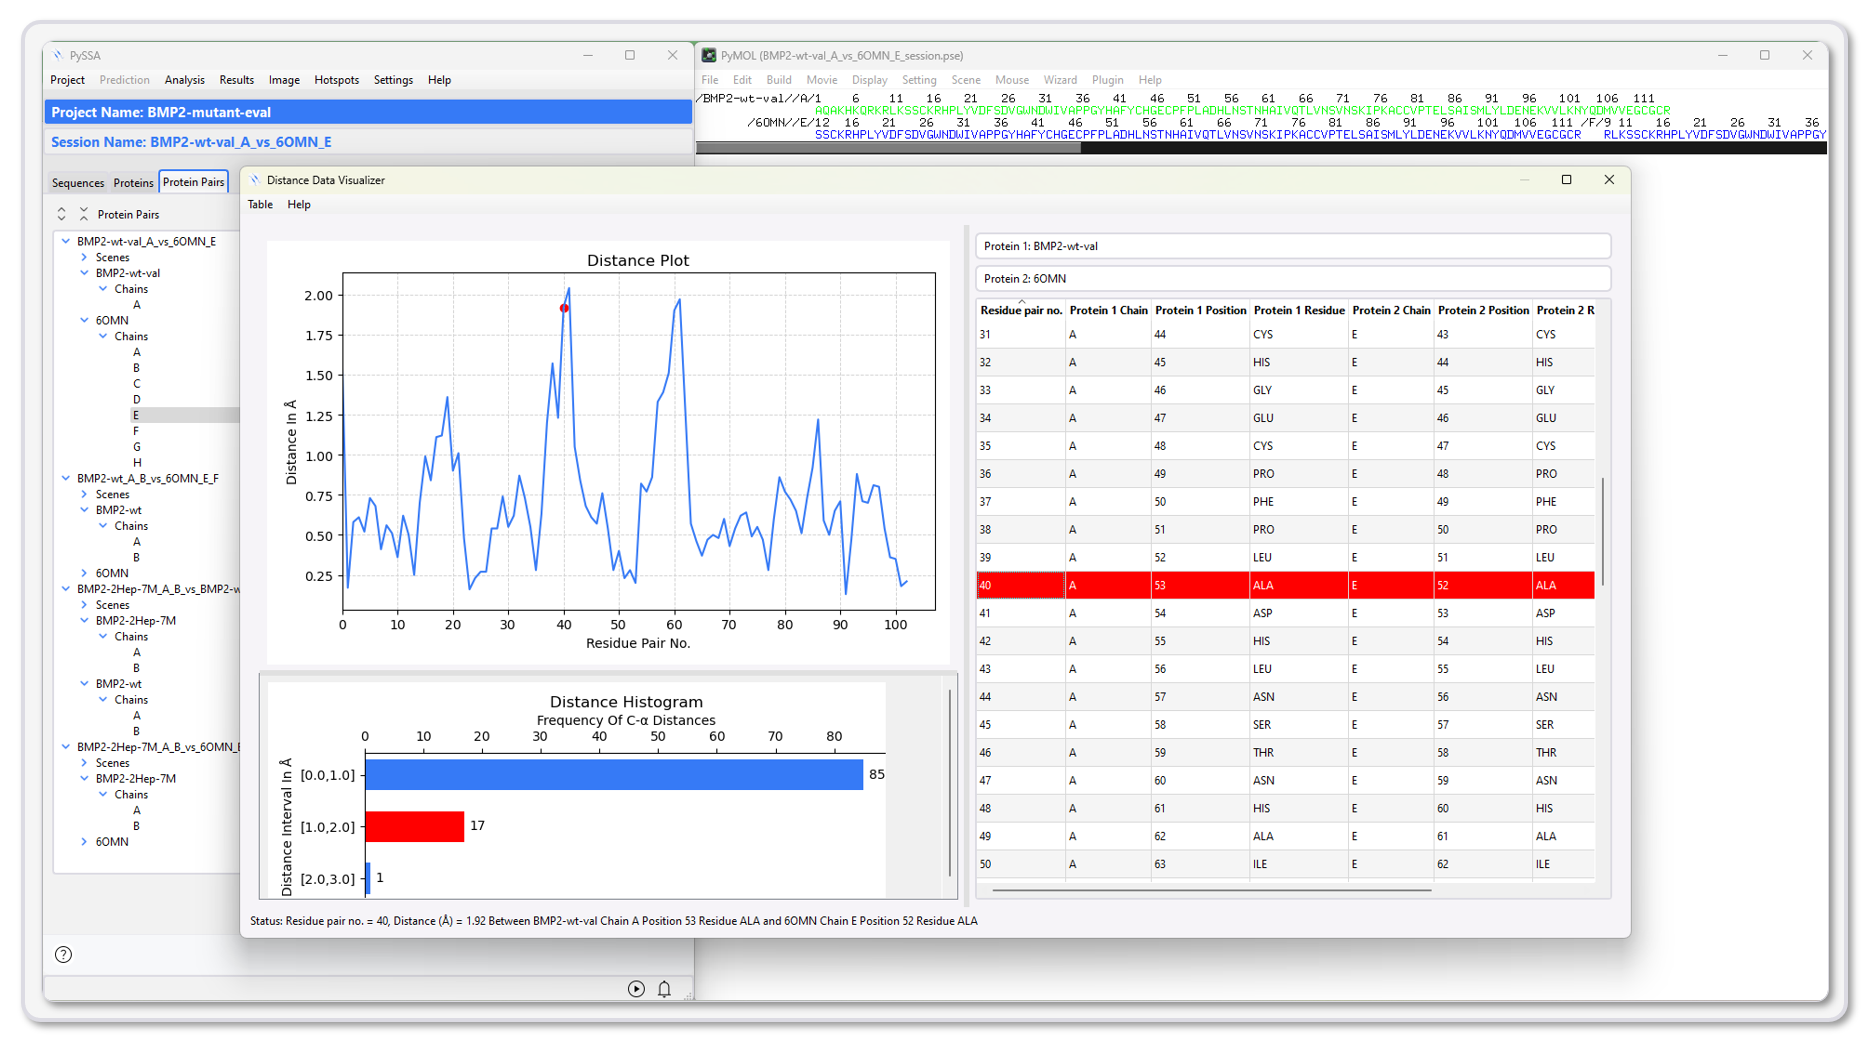 PySSA
Project Prediction Analysis Results Image Hotspots Settings Help
Project Name: BMP2-mutant-eval
Session Name: BMP2-wt-val_A_vs_6OMN_E
Sequences Proteins Protein Pairs
Protein Pairs
BMP2-wt-val_A_vs_6OMN_E
Scenes
BMP2-wt-val
Chains
A
6OMN
Chains
A
B
C
D
E
F
G
H
BMP2-wt_A_B_vs_6OMN_E_F
Scenes
BMP2-wt
Chains
A
B
6OMN
BMP2-2Hep-7M_A_B_vs_BMP2-w
Scenes
BMP2-2Hep-7M
Chains
A
B
BMP2-wt
Chains
A
B
BMP2-2Hep-7M_A_B_vs_6OMN_E
Scenes
BMP2-2Hep-7M
Chains
A
B
6OMN
PyMOL (BMP2-wt-val_A_vs_6OMN_E_session.pse)
File Edit Build Movie Display Setting Scene Mouse Wizard Plugin Help
/BMP2-wt-val//A/1 6 11 16 21 26 31 36 41 46 51 56 61 66 71 76 81 86 91 96 101 106 111
AQAKHKQRKRLKSSCKRHPLYVDFSDVGWNDWIVAPPGYHAFYCHGECPFPLADHLNSTNHAIVQTLVNSVNSKIPKACCVPTELSAISMLYLDENEKVVLKNYQDMVVEGCGCR
/6OMN//E/12 16 21 26 31 36 41 46 51 56 61 66 71 76 81 86 91 96 101 106 111 /F/9 11 16 21 26 31 36
SSCKRHPLYVDFSDVGWNDWIVAPPGYHAFYCHGECPFPLADHLNSTNHAIVQTLVNSVNSKIPKACCVPTELSAISMLYLDENEKVVLKNYQDMVVEGCGCR RLKSSCKRHPLYVDFSDVGWNDWIVAPPGY
Distance Data Visualizer
Table Help
Distance Plot
Distance In Å
2.00
1.75
1.50
1.25
1.00
0.75
0.50
0.25
0 10 20 30 40 50 60 70 80 90 100
Residue Pair No.
Distance Histogram
Frequency Of C-α Distances
0 10 20 30 40 50 60 70 80
Distance Interval In Å
[0.0,1.0] 85
[1.0,2.0] 17
[2.0,3.0] 1
Protein 1: BMP2-wt-val
Protein 2: 6OMN
Residue pair no. Protein 1 Chain Protein 1 Position Protein 1 Residue Protein 2 Chain Protein 2 Position Protein 2 R
31 A 44 CYS E 43 CYS
32 A 45 HIS E 44 HIS
33 A 46 GLY E 45 GLY
34 A 47 GLU E 46 GLU
35 A 48 CYS E 47 CYS
36 A 49 PRO E 48 PRO
37 A 50 PHE E 49 PHE
38 A 51 PRO E 50 PRO
39 A 52 LEU E 51 LEU
40 A 53 ALA E 52 ALA
41 A 54 ASP E 53 ASP
42 A 55 HIS E 54 HIS
43 A 56 LEU E 55 LEU
44 A 57 ASN E 56 ASN
45 A 58 SER E 57 SER
46 A 59 THR E 58 THR
47 A 60 ASN E 59 ASN
48 A 61 HIS E 60 HIS
49 A 62 ALA E 61 ALA
50 A 63 ILE E 62 ILE
Status: Residue pair no. = 40, Distance (Å) = 1.92 Between BMP2-wt-val Chain A Position 53 Residue ALA and 6OMN Chain E Position 52 Residue ALA